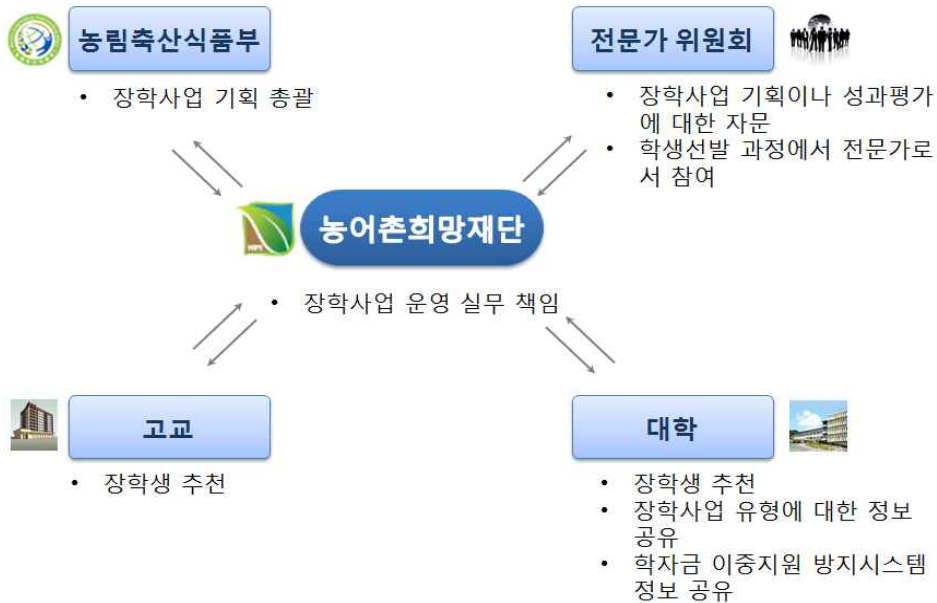 농림축산식품부
• 장학사업 기획 총괄
전문가 위원회
• 장학사업 기획이나 성과평가
에 대한 자문
• 학생선발 과정에서 전문가로
서 참여
농어촌희망재단
• 장학사업 운영 실무 책임
고교
• 장학생 추천
대학
• 장학생 추천
• 장학사업 유형에 대한 정보
공유
• 학자금 이중지원 방지시스템
정보 공유